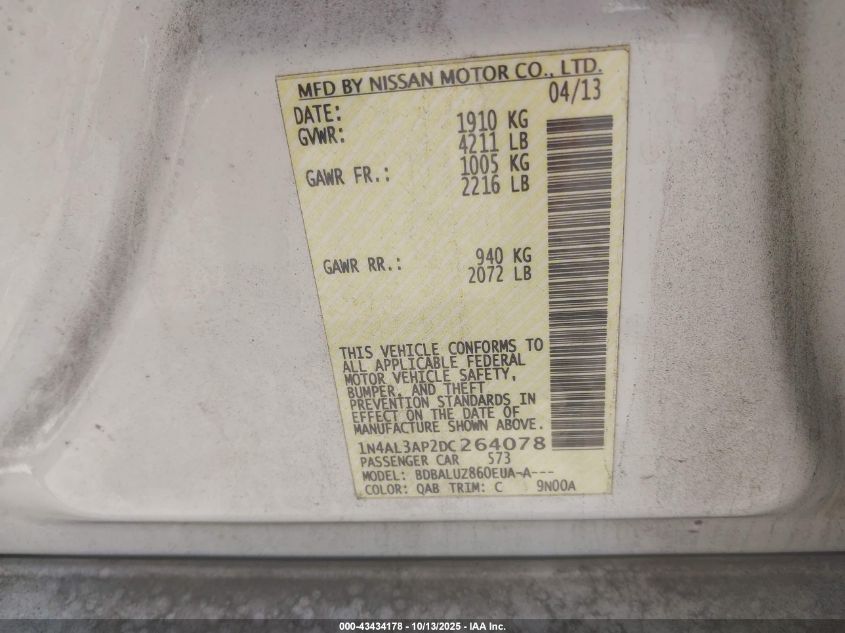 MFD BY NISSAN MOTOR CO., LTD.
DATE: 04/13
GVWR: 1910 KG
4211 LB
GAWR FR.: 1005 KG
2216 LB
GAWR RR.: 940 KG
2072 LB
THIS VEHICLE CONFORMS TO
ALL APPLICABLE FEDERAL
MOTOR VEHICLE SAFETY,
BUMPER, AND THEFT
PREVENTION STANDARDS IN
EFFECT ON THE DATE OF
MANUFACTURE SHOWN ABOVE.
1N4AL3AP2DC264078
PASSENGER CAR 573
MODEL: BDBALUZ860EUA-A---
COLOR: QAB TRIM: C 9N00A
000-43434178 - 10/13/2025 - IAA Inc.